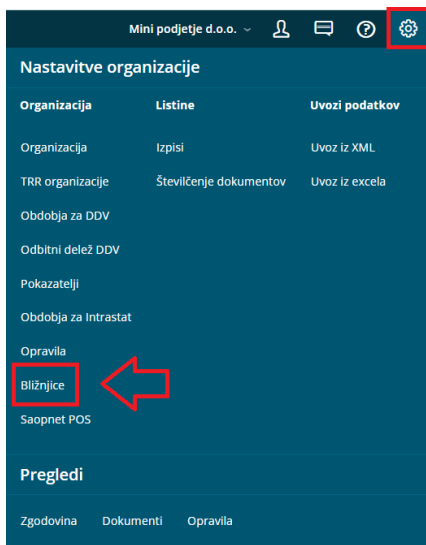 Mini podjetje d.o.o.
Nastavitve organizacije
Organizacija Listine Uvozi podatkov
Organizacija Izpisi Uvoz iz XML
TRR organizacije Številčenje dokumentov Uvoz iz excela
Obdobja za DDV
Odbitni delež DDV
Pokazatelji
Obdobja za Intrastat
Opravila
Bližnjice
Saopnet POS
Pregledi
Zgodovina Dokumenti Opravila